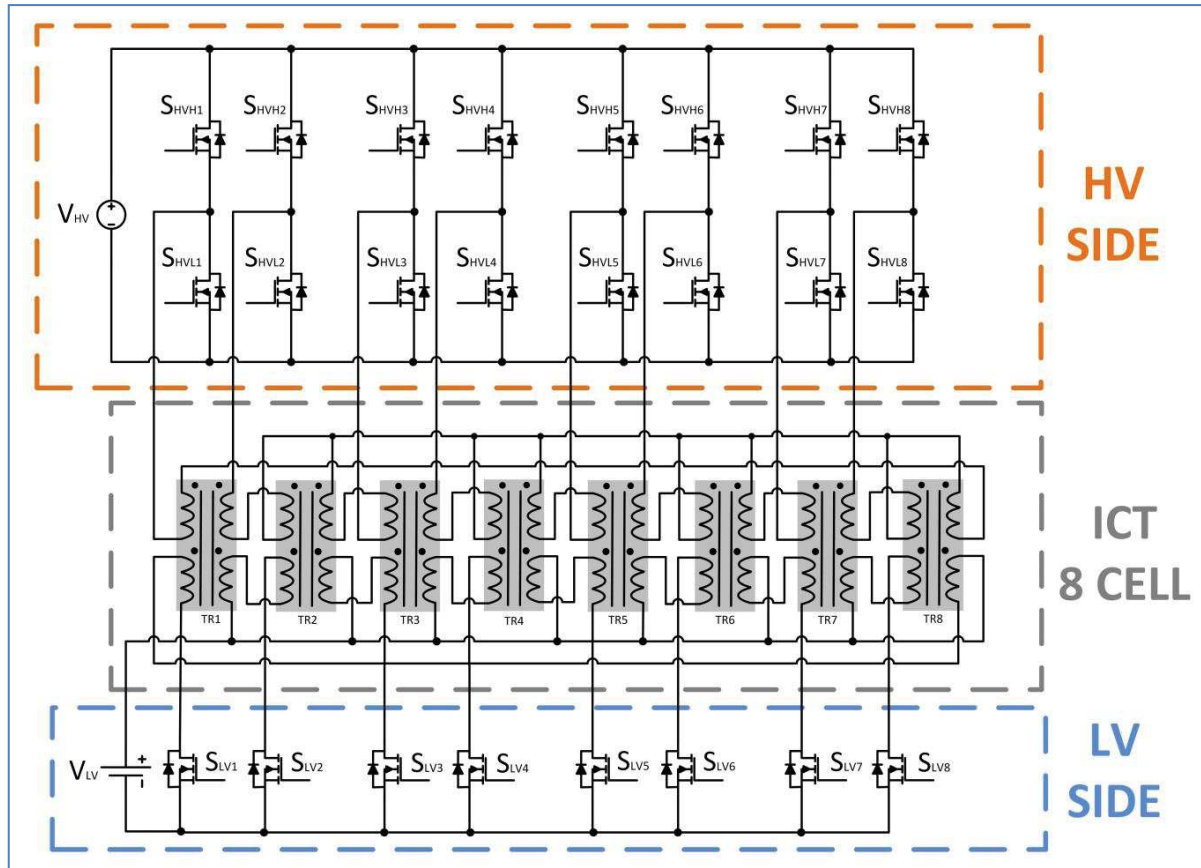 SHVH1 SHVH2 SHVH3 SHVH4 SHVH5 SHVH6 SHVH7 SHVH8
HV
SIDE
VHV
+
-
SHVL1 SHVL2 SHVL3 SHVL4 SHVL5 SHVL6 SHVL7 SHVL8
ICT
8 CELL
TR1 TR2 TR3 TR4 TR5 TR6 TR7 TR8
LV
SIDE
VLV
+
-
SLV1 SLV2 SLV3 SLV4 SLV5 SLV6 SLV7 SLV8